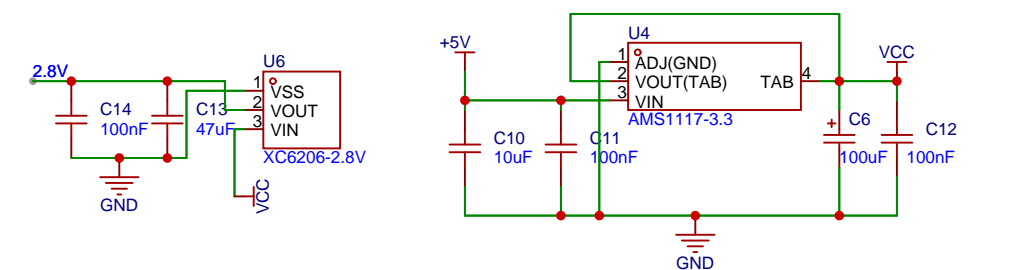 2.8V
C14
100nF
C13
47uF
U6
1
VSS
2
VOUT
3
VIN
XC6206-2.8V
GND
VCC
+5V
C10
10uF
C11
100nF
U4
1
ADJ(GND)
2
VOUT(TAB)
TAB
4
3
VIN
AMS1117-3.3
VCC
+
C6
100uF
C12
100nF
GND